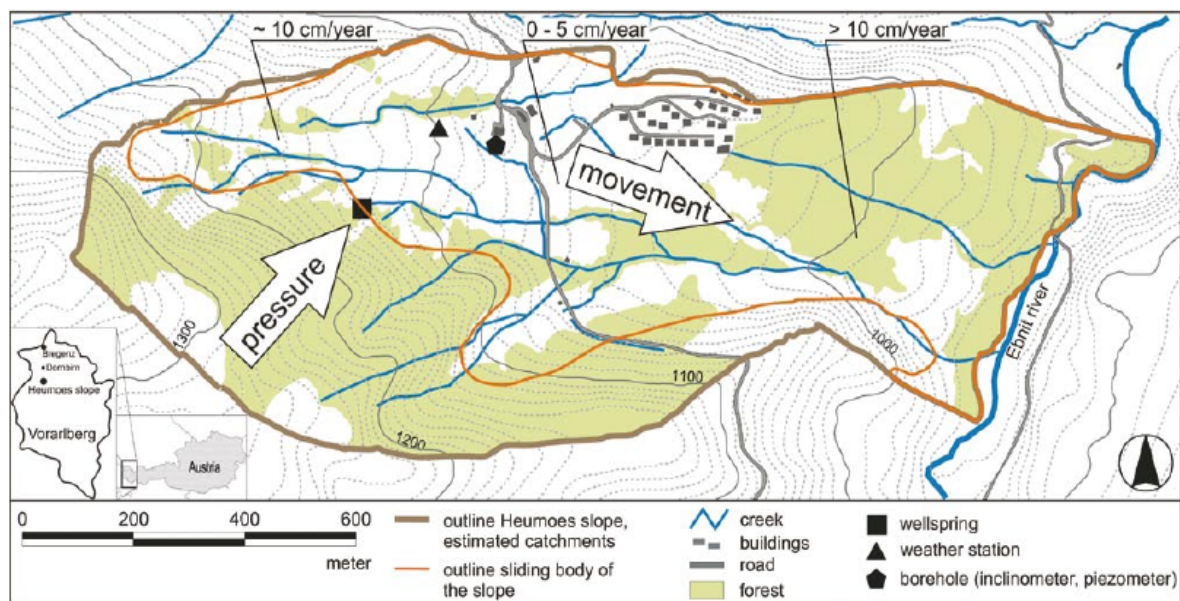 ~ 10 cm/year
0 - 5 cm/year
> 10 cm/year
movement
pressure
1300
1200
1100
1000
Ebnit river
Bregenz
Dornbirn
Heumoes slope
Vorarlberg
Austria
0 200 400 600
meter
outline Heumoes slope,
estimated catchments
outline sliding body of
the slope
creek
buildings
road
forest
wellspring
weather station
borehole (inclinometer, piezometer)